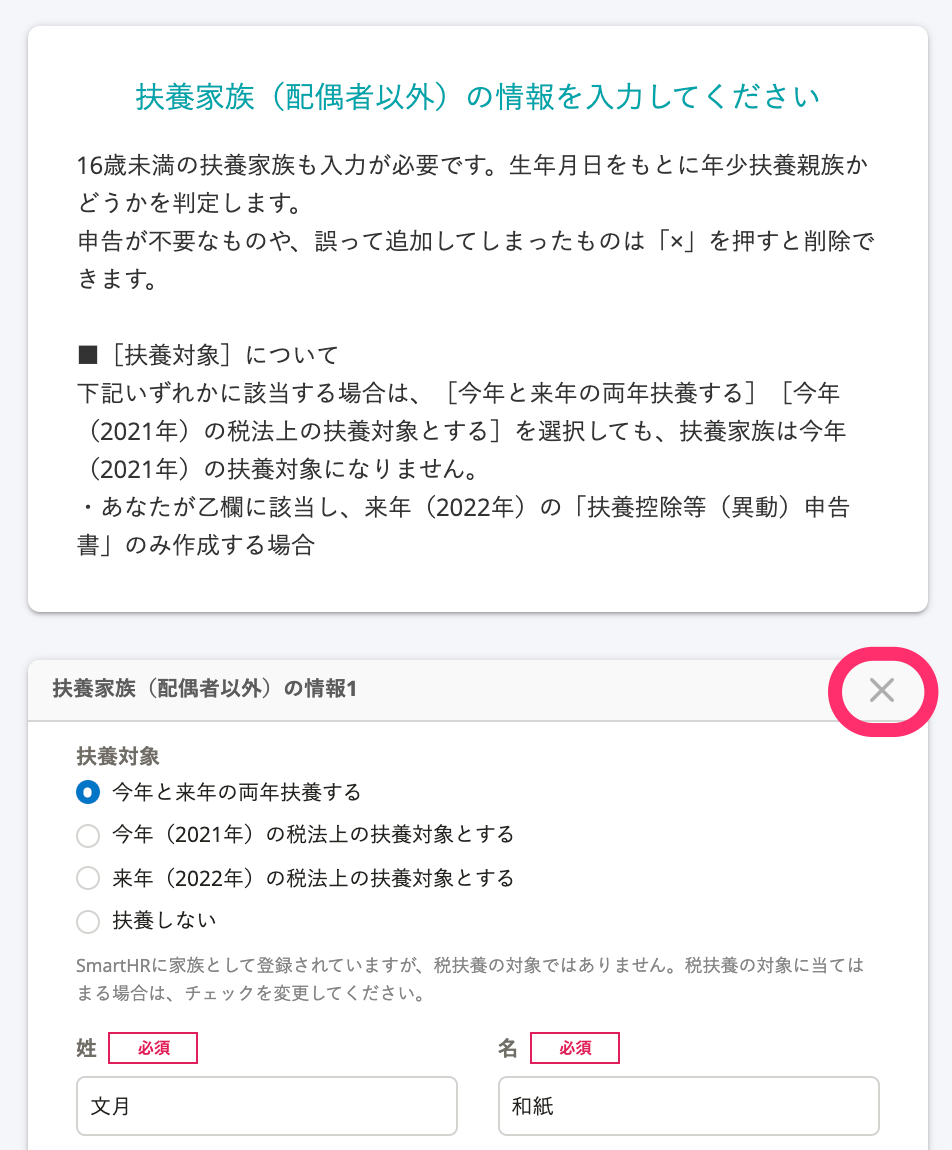 扶養家族（配偶者以外）の情報を入力してください
16歳未満の扶養家族も入力が必要です。生年月日をもとに年少扶養親族か
どうかを判定します。
申告が不要なものや、誤って追加してしまったものは「×」を押すと削除で
きます。
■［扶養対象］について
下記いずれかに該当する場合は、［今年と来年の両年扶養する］［今年
（2021年）の税法上の扶養対象とする］を選択しても、扶養家族は今年
（2021年）の扶養対象になりません。
・あなたが乙欄に該当し、来年（2022年）の「扶養控除等（異動）申告
書」のみ作成する場合
扶養家族（配偶者以外）の情報1
扶養対象
今年と来年の両年扶養する
今年（2021年）の税法上の扶養対象とする
来年（2022年）の税法上の扶養対象とする
扶養しない
SmartHRに家族として登録されていますが、税扶養の対象ではありません。税扶養の対象に当ては
まる場合は、チェックを変更してください。
姓 必須
名 必須
文月
和紙